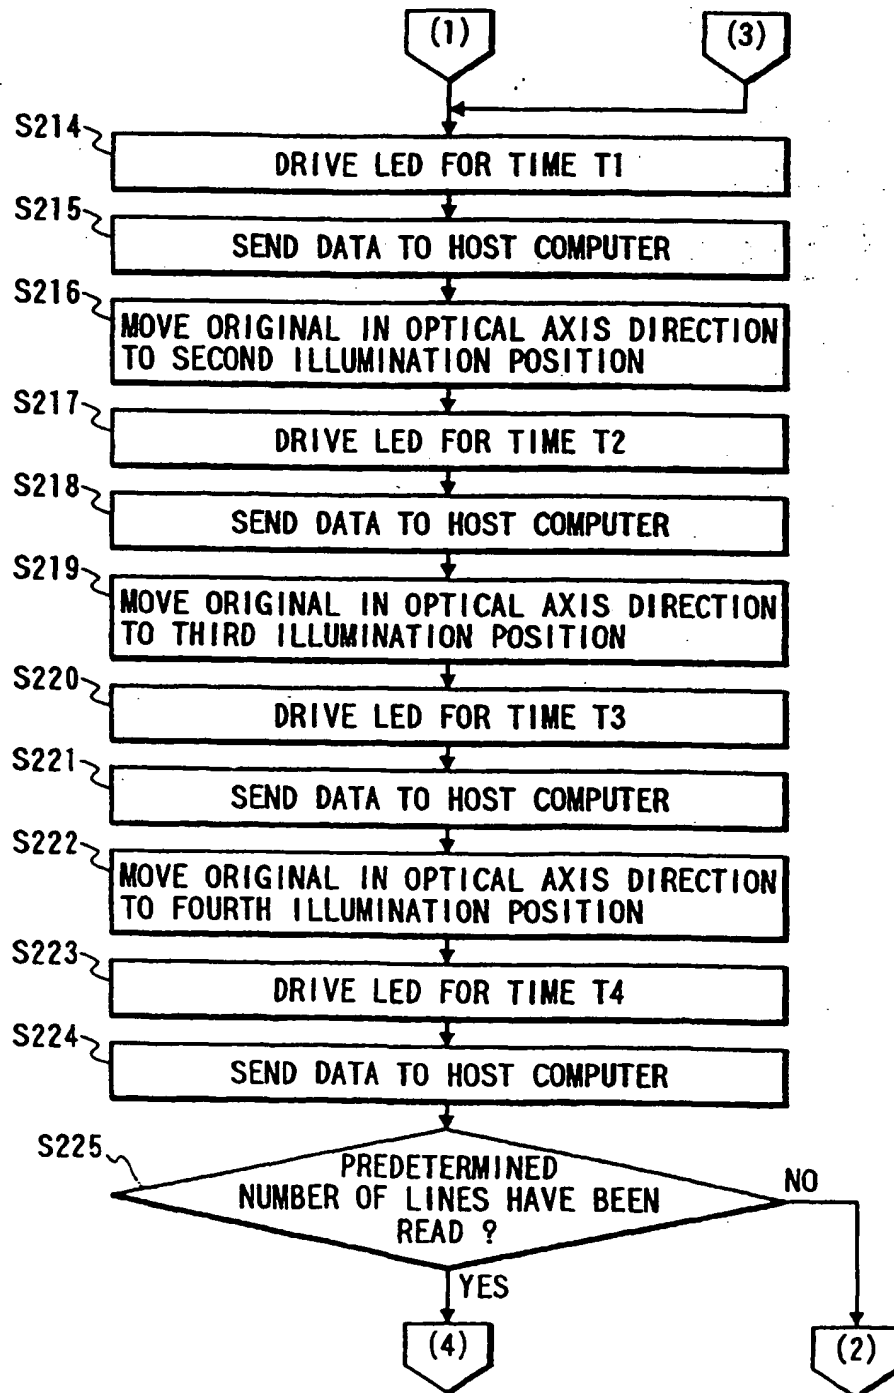 (1)
(3)
S214
DRIVE LED FOR TIME T1
S215
SEND DATA TO HOST COMPUTER
S216
MOVE ORIGINAL IN OPTICAL AXIS DIRECTION
TO SECOND ILLUMINATION POSITION
S217
DRIVE LED FOR TIME T2
S218
SEND DATA TO HOST COMPUTER
S219
MOVE ORIGINAL IN OPTICAL AXIS DIRECTION
TO THIRD ILLUMINATION POSITION
S220
DRIVE LED FOR TIME T3
S221
SEND DATA TO HOST COMPUTER
S222
MOVE ORIGINAL IN OPTICAL AXIS DIRECTION
TO FOURTH ILLUMINATION POSITION
S223
DRIVE LED FOR TIME T4
S224
SEND DATA TO HOST COMPUTER
S225
PREDETERMINED
NUMBER OF LINES HAVE BEEN
READ ?
NO
YES
(4)
(2)